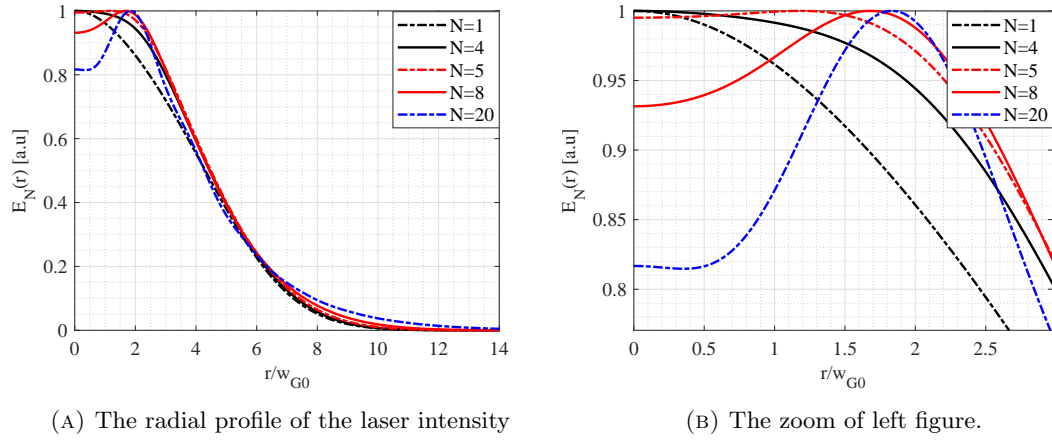 1
0.8
0.6
0.4
0.2
0
E_N(r) [a.u]
0 2 4 6 8 10 12 14
r/w_G0
N=1
N=4
N=5
N=8
N=20
(A) The radial profile of the laser intensity
1
0.95
0.9
0.85
0.8
E_N(r) [a.u]
0 0.5 1 1.5 2 2.5
r/w_G0
N=1
N=4
N=5
N=8
N=20
(B) The zoom of left figure.